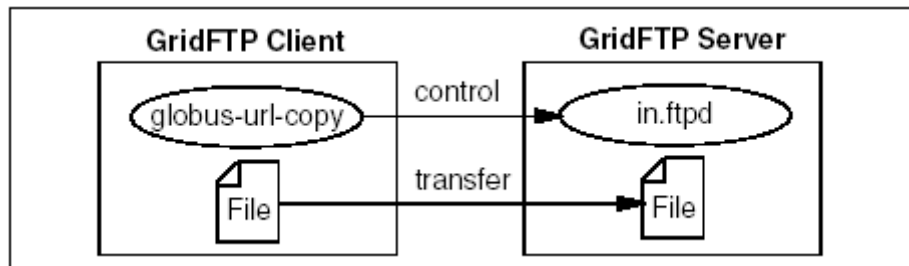 GridFTP Client
GridFTP Server
globus-url-copy
control
in.ftpd
File
transfer
File